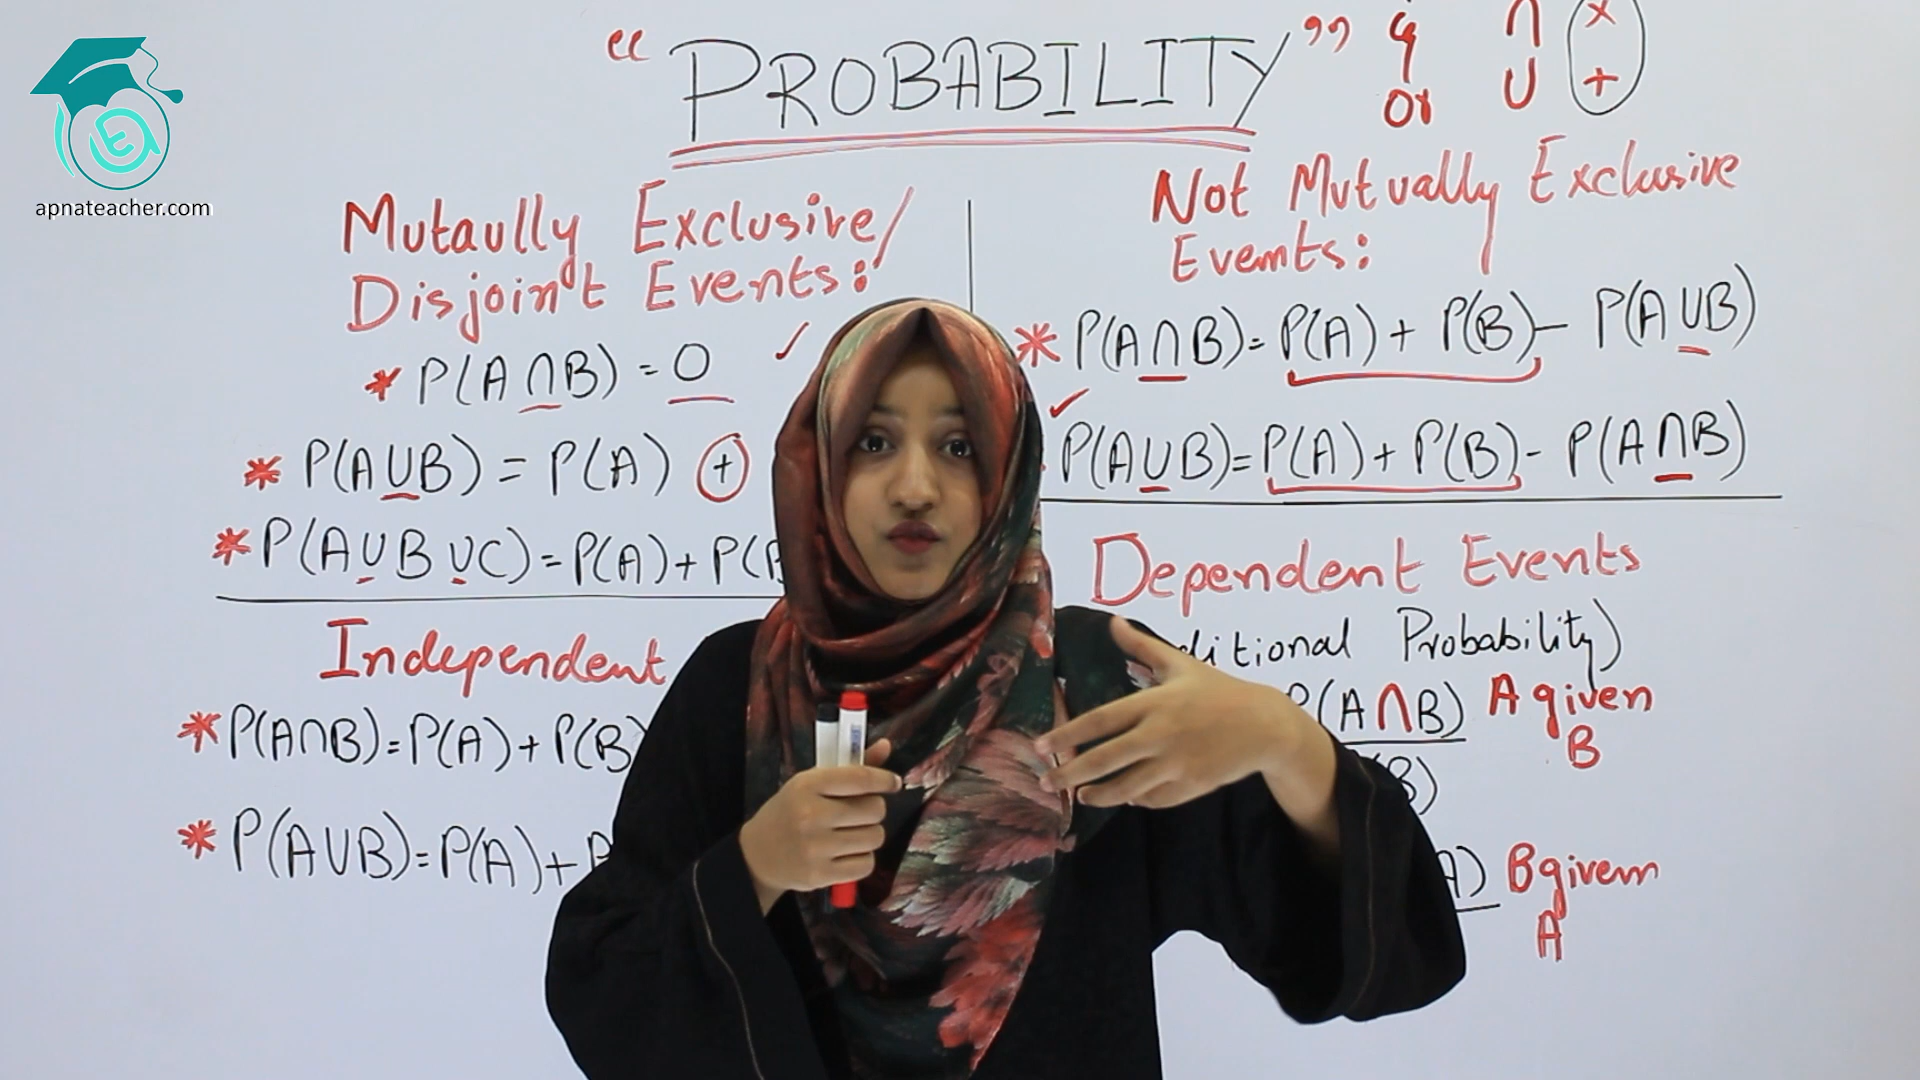 apnateacher.com
“PROBABILITY”
& ∩ ×
Or ∪ +
Mutaully Exclusive/
Disjoint Events:
* P(A∩B) = 0 ✓
* P(A∪B) = P(A) +
* P(A∪B∪C) = P(A) + P(B
Not Mutually Exclusive
Events:
* P(A∩B) = P(A) + P(B) - P(A∪B)
✓
P(A∪B) = P(A) + P(B) - P(A∩B)
Independent
* P(A∩B) = P(A) + P(B)
* P(A∪B) = P(A) + P
Dependent Events
ditional Probability)
P(A∩B) A given
B
B)
A) B given
A